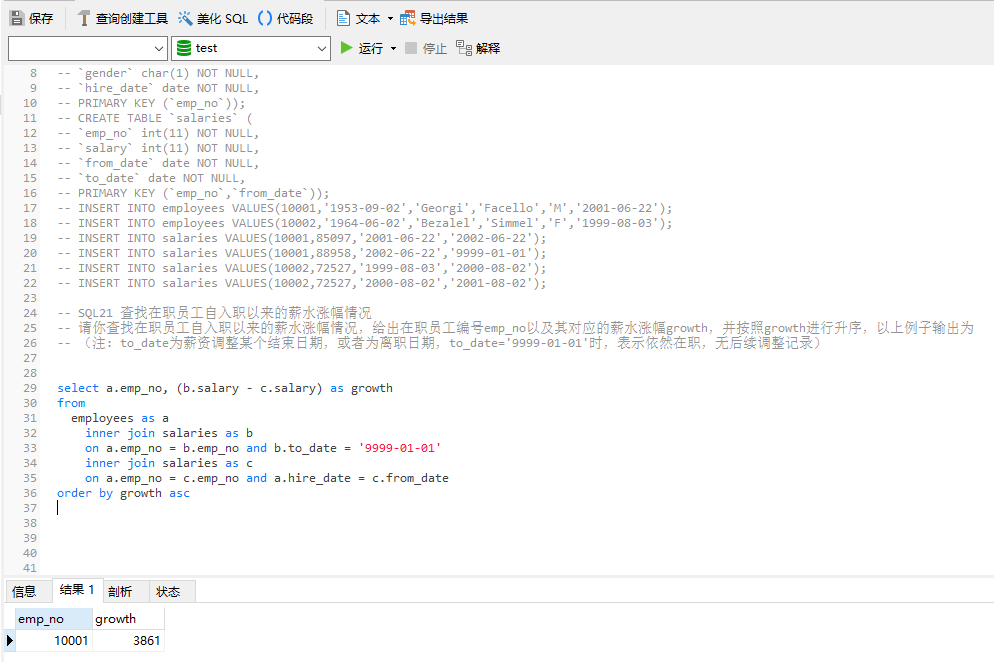 保存 查询创建工具 美化 SQL () 代码段 文本 导出结果
test 运行 停止 解释
8 -- `gender` char(1) NOT NULL,
9 -- `hire_date` date NOT NULL,
10 -- PRIMARY KEY (`emp_no`));
11 -- CREATE TABLE `salaries` (
12 -- `emp_no` int(11) NOT NULL,
13 -- `salary` int(11) NOT NULL,
14 -- `from_date` date NOT NULL,
15 -- `to_date` date NOT NULL,
16 -- PRIMARY KEY (`emp_no`,`from_date`));
17 -- INSERT INTO employees VALUES(10001,'1953-09-02','Georgi','Facello','M','2001-06-22');
18 -- INSERT INTO employees VALUES(10002,'1964-06-02','Bezalel','Simmel','F','1999-08-03');
19 -- INSERT INTO salaries VALUES(10001,85097,'2001-06-22','2002-06-22');
20 -- INSERT INTO salaries VALUES(10001,88958,'2002-06-22','9999-01-01');
21 -- INSERT INTO salaries VALUES(10002,72527,'1999-08-03','2000-08-02');
22 -- INSERT INTO salaries VALUES(10002,72527,'2000-08-02','2001-08-02');
23
24 -- SQL21 查找在职员工自入职以来的薪水涨幅情况
25 -- 请你查找在职员工自入职以来的薪水涨幅情况，给出在职员工编号emp_no以及其对应的薪水涨幅growth，并按照growth进行升序，以上例子输出为
26 -- （注：to_date为薪资调整某个结束日期，或者为离职日期，to_date='9999-01-01'时，表示依然在职，无后续调整记录）
27
28
29 select a.emp_no, (b.salary - c.salary) as growth
30 from
31 employees as a
32 inner join salaries as b
33 on a.emp_no = b.emp_no and b.to_date = '9999-01-01'
34 inner join salaries as c
35 on a.emp_no = c.emp_no and a.hire_date = c.from_date
36 order by growth asc
37
38
39
40
41
信息 结果 1 剖析 状态
emp_no growth
10001 3861